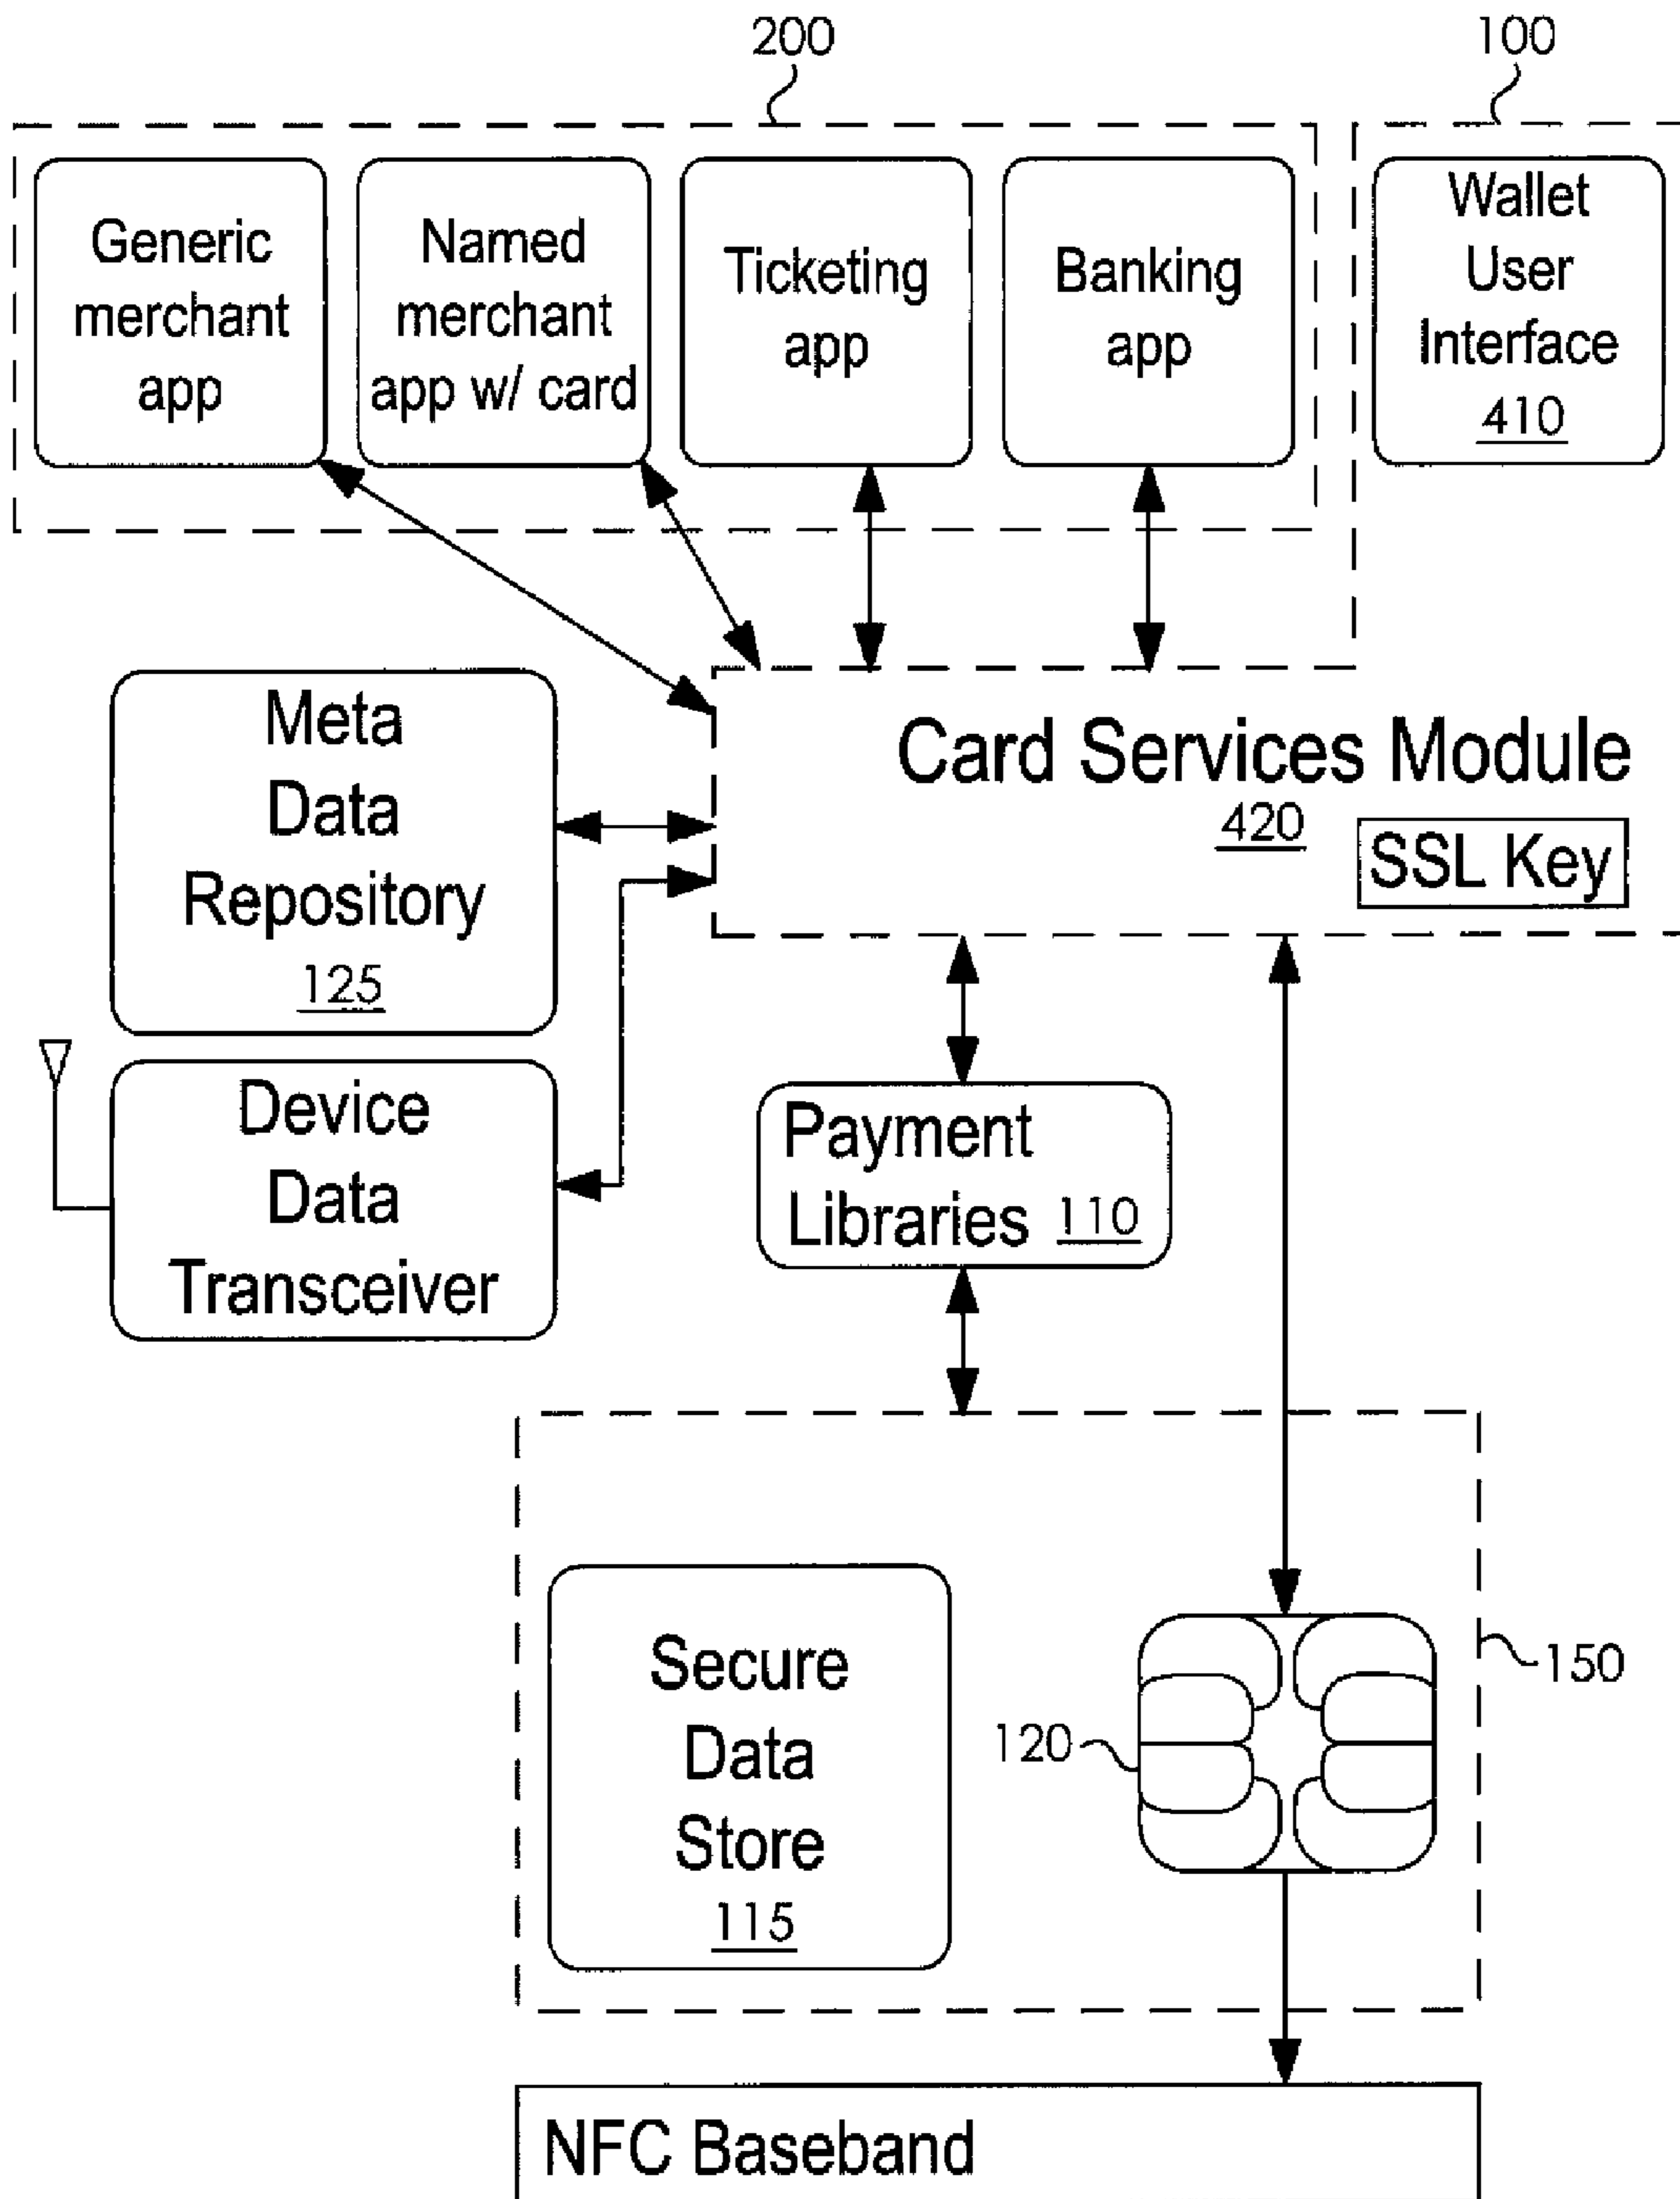 200
100
Generic
merchant
app
Named
merchant
app w/ card
Ticketing
app
Banking
app
Wallet
User
Interface
410
Meta
Data
Repository
125
Card Services Module
420
SSL Key
Device
Data
Transceiver
Payment
Libraries 110
Secure
Data
Store
115
120
150
NFC Baseband